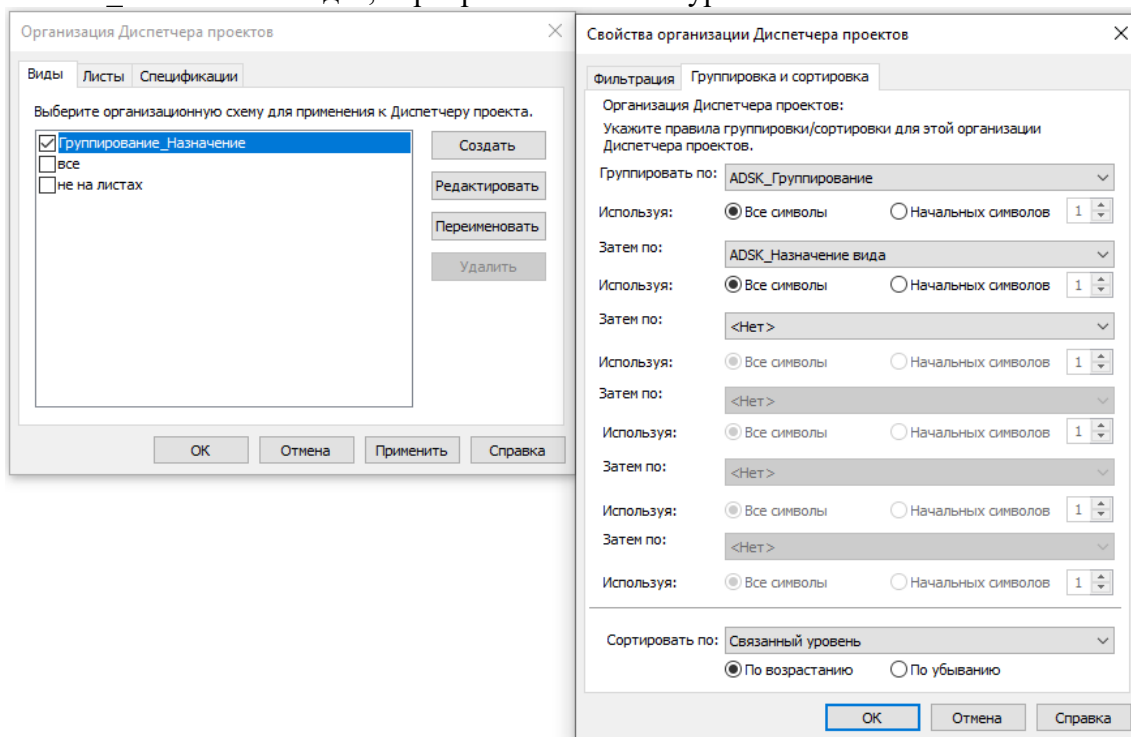 Организация Диспетчера проектов
Виды Листы Спецификации
Выберите организационную схему для применения к Диспетчеру проекта.
Группирование_Назначение
все
не на листах
Создать
Редактировать
Переименовать
Удалить
ОК Отмена Применить Справка
Свойства организации Диспетчера проектов
Фильтрация Группировка и сортировка
Организация Диспетчера проектов:
Укажите правила группировки/сортировки для этой организации
Диспетчера проектов.
Группировать по: ADSK_Группирование
Используя: Все символы Начальных символов 1
Затем по: ADSK_Назначение вида
Используя: Все символы Начальных символов 1
Затем по: <Нет>
Используя: Все символы Начальных символов 1
Затем по: <Нет>
Используя: Все символы Начальных символов 1
Затем по: <Нет>
Используя: Все символы Начальных символов 1
Затем по: <Нет>
Используя: Все символы Начальных символов 1
Сортировать по: Связанный уровень
По возрастанию По убыванию
ОК Отмена Справка